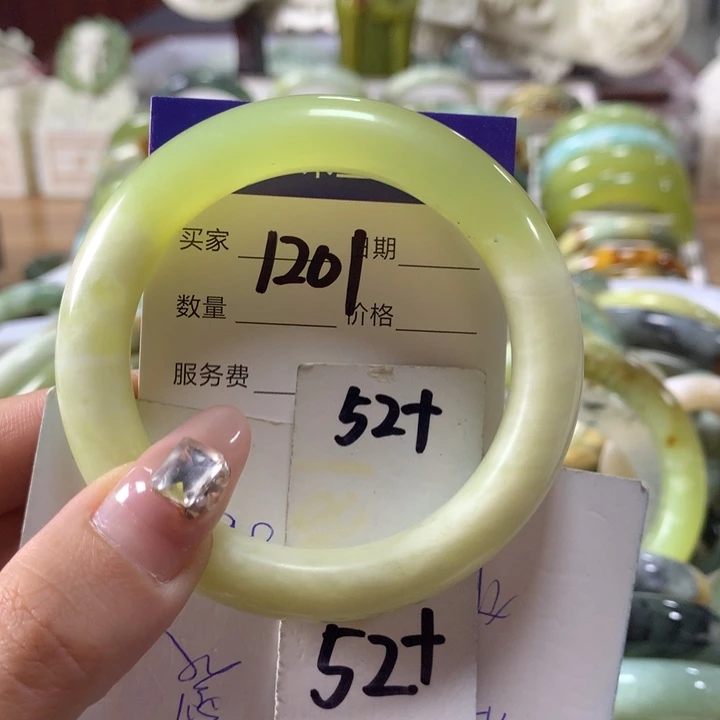 买家 1201 日期
数量 价格
服务费
52+
52+